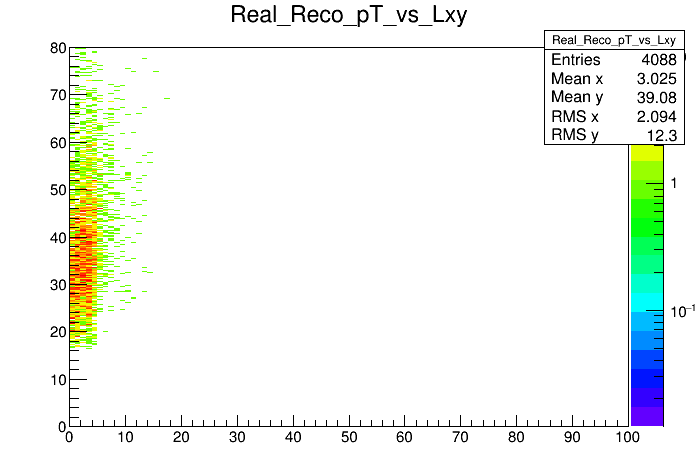 Real_Reco_pT_vs_Lxy
Real_Reco_pT_vs_Lxy
Entries 4088
Mean x 3.025
Mean y 39.08
RMS x 2.094
RMS y 12.3
80
70
60
50
40
30
20
10
0
0 10 20 30 40 50 60 70 80 90 100
1
10⁻¹